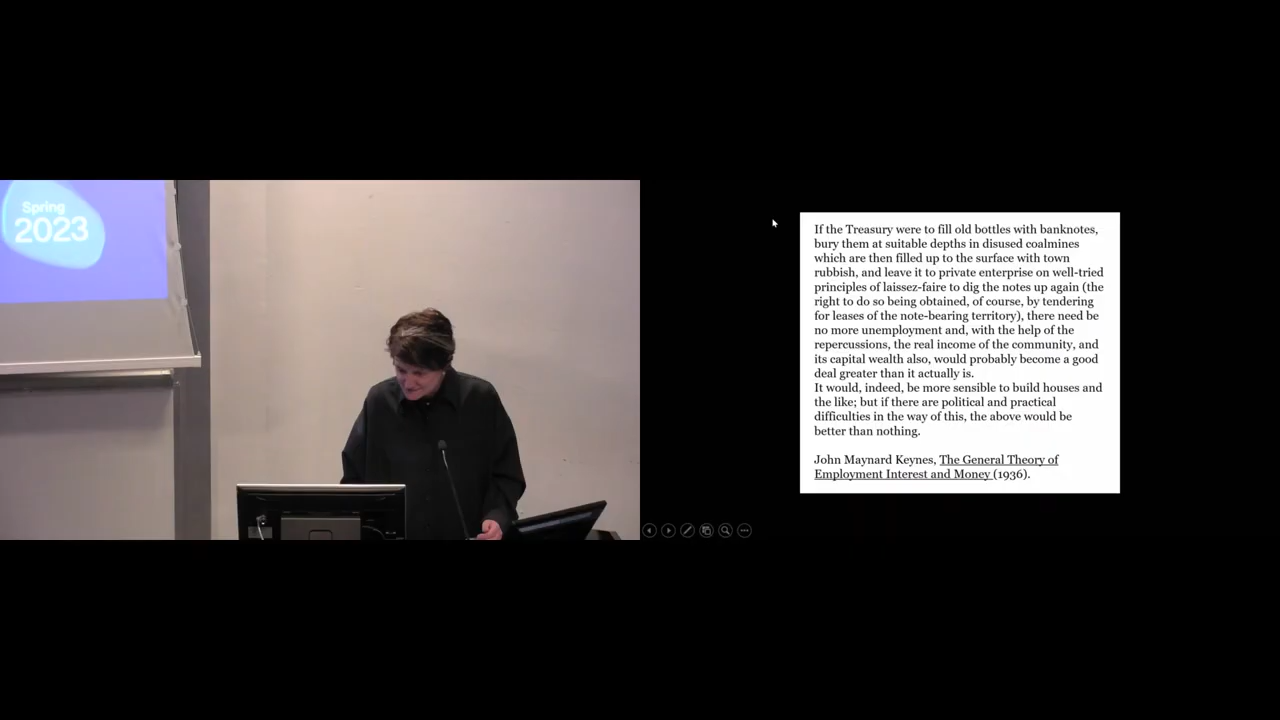 Spring
2023
If the Treasury were to fill old bottles with banknotes,
bury them at suitable depths in disused coalmines
which are then filled up to the surface with town
rubbish, and leave it to private enterprise on well-tried
principles of laissez-faire to dig the notes up again (the
right to do so being obtained, of course, by tendering
for leases of the note-bearing territory), there need be
no more unemployment and, with the help of the
repercussions, the real income of the community, and
its capital wealth also, would probably become a good
deal greater than it actually is.
It would, indeed, be more sensible to build houses and
the like; but if there are political and practical
difficulties in the way of this, the above would be
better than nothing.
John Maynard Keynes, The General Theory of
Employment Interest and Money (1936).